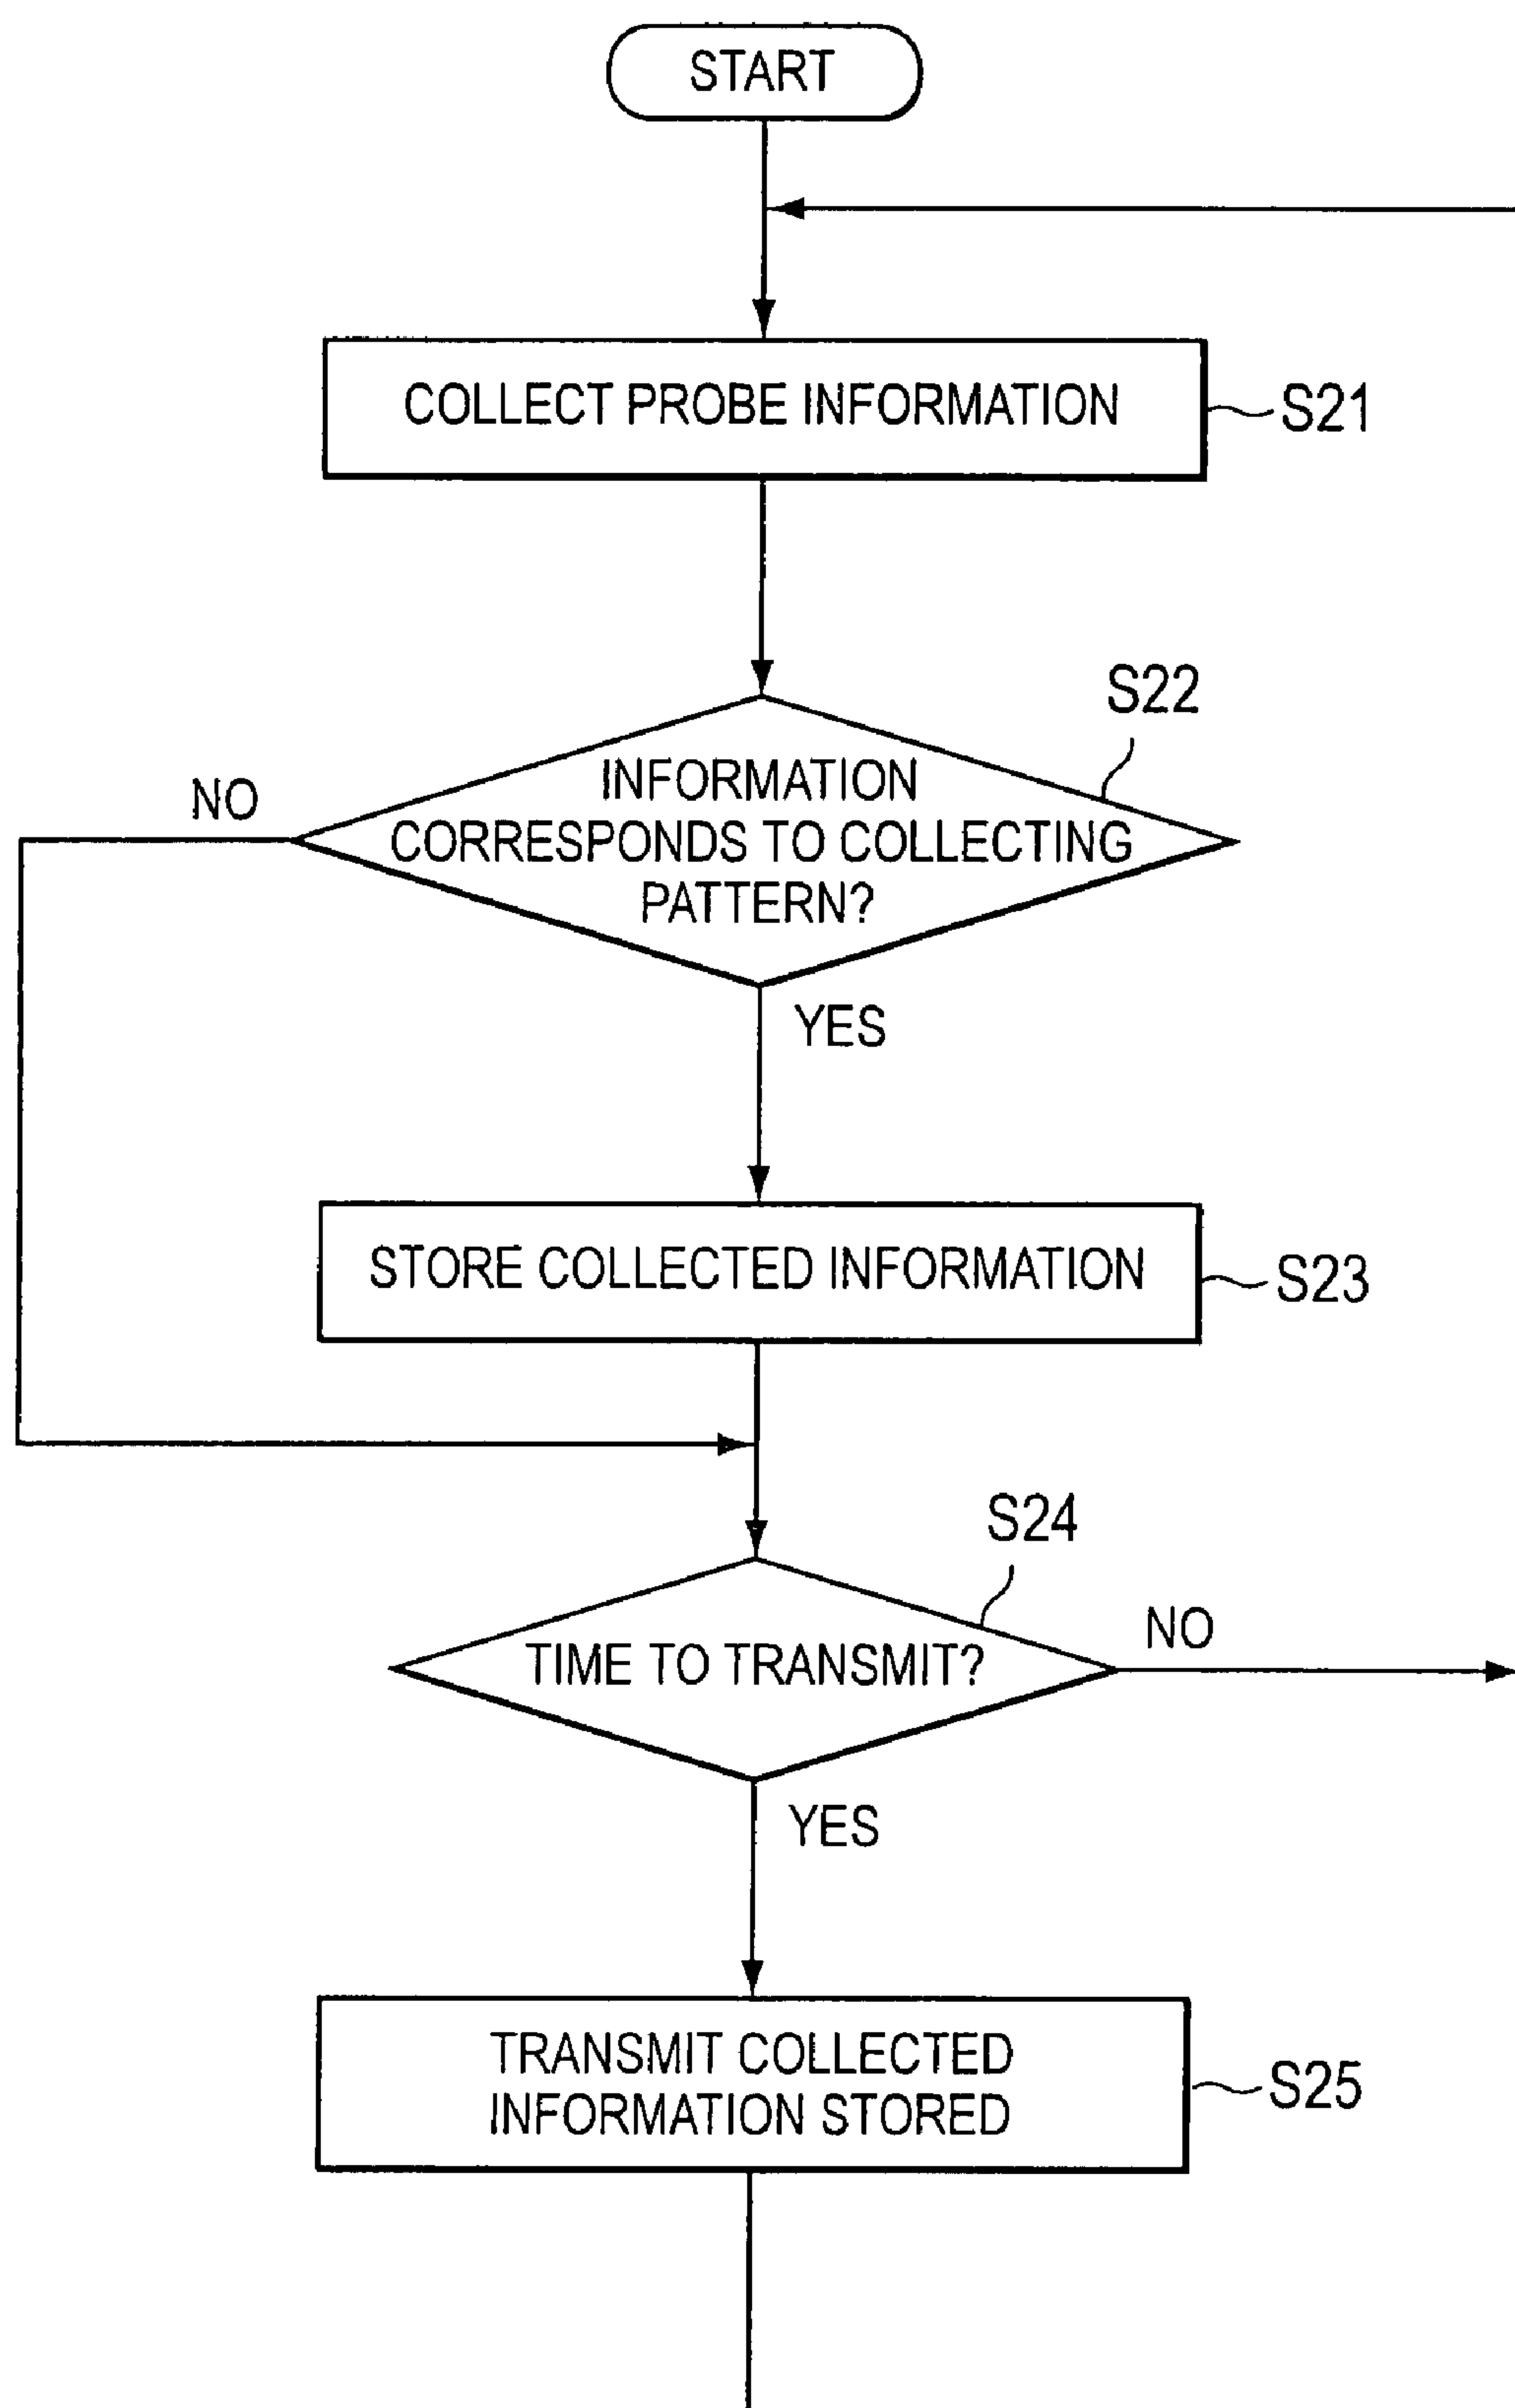 START
COLLECT PROBE INFORMATION
S21
S22
INFORMATION
CORRESPONDS TO COLLECTING
PATTERN?
NO
YES
STORE COLLECTED INFORMATION
S23
S24
TIME TO TRANSMIT?
NO
YES
TRANSMIT COLLECTED
INFORMATION STORED
S25